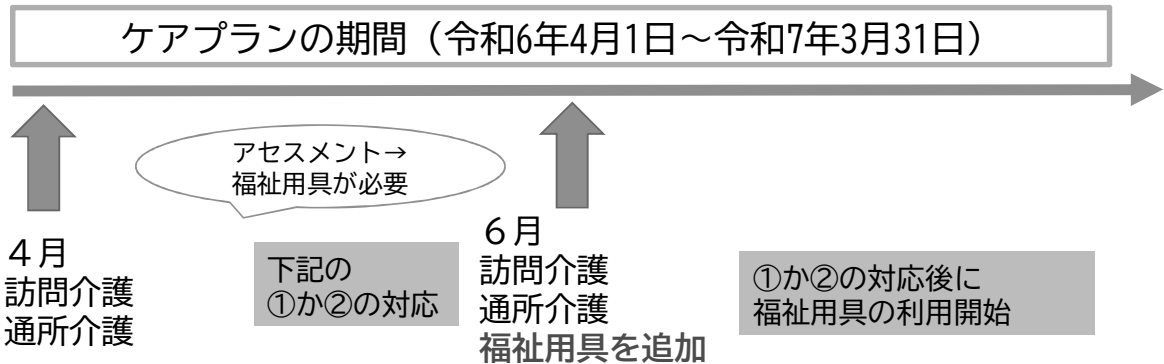 ケアプランの期間（令和6年4月1日～令和7年3月31日）
アセスメント→
福祉用具が必要
４月
訪問介護
通所介護
下記の
①か②の対応
６月
訪問介護
通所介護
福祉用具を追加
①か②の対応後に
福祉用具の利用開始